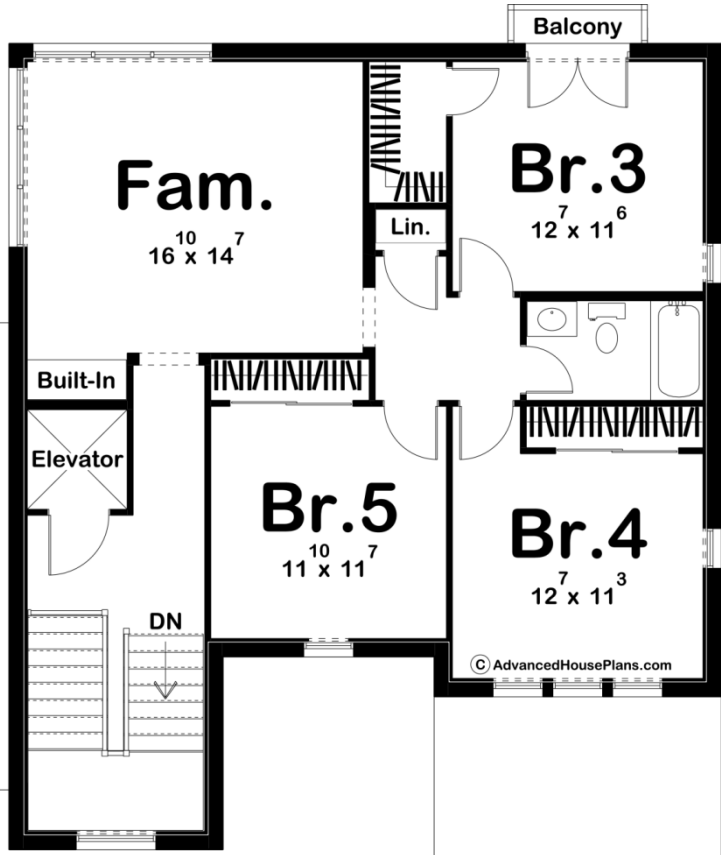 Balcony
Fam.
16 10 x 14 7
Br.3
12 7 x 11 6
Lin.
Built-In
Elevator
Br.5
11 10 x 11 7
Br.4
12 7 x 11 3
DN
© AdvancedHousePlans.com